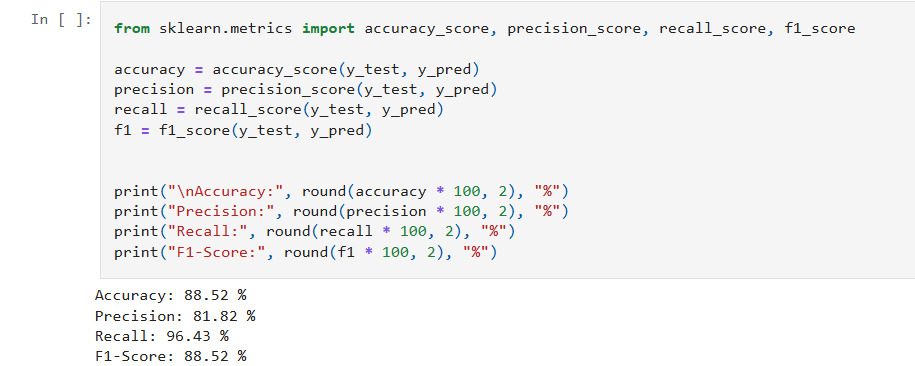 In [ ]:
from sklearn.metrics import accuracy_score, precision_score, recall_score, f1_score
accuracy = accuracy_score(y_test, y_pred)
precision = precision_score(y_test, y_pred)
recall = recall_score(y_test, y_pred)
f1 = f1_score(y_test, y_pred)
print("\nAccuracy:", round(accuracy * 100, 2), "%")
print("Precision:", round(precision * 100, 2), "%")
print("Recall:", round(recall * 100, 2), "%")
print("F1-Score:", round(f1 * 100, 2), "%")
Accuracy: 88.52 %
Precision: 81.82 %
Recall: 96.43 %
F1-Score: 88.52 %